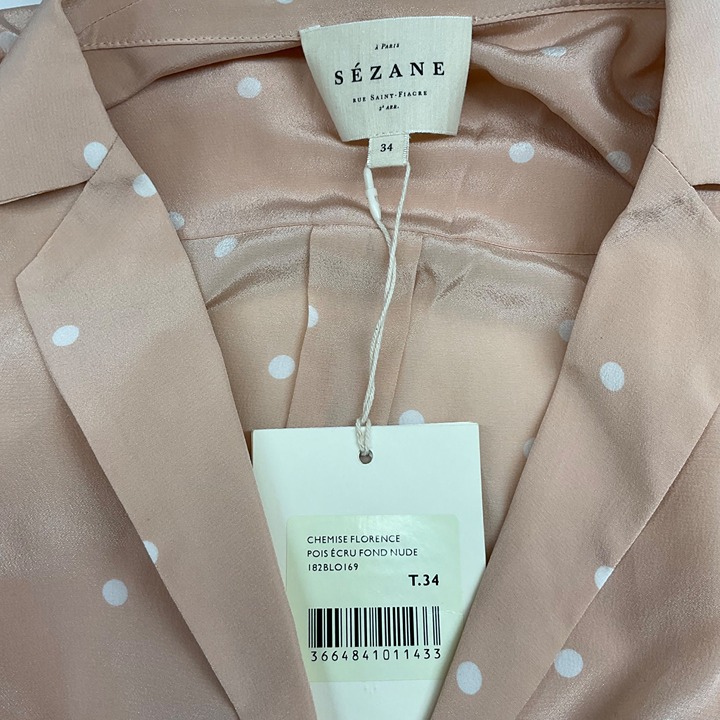 À PARIS
SÉZANE
RUE SAINT-FIACRE
2e ARR.
34
CHEMISE FLORENCE
POIS ÉCRU FOND NUDE
182BLO169
T.34
3664841011433